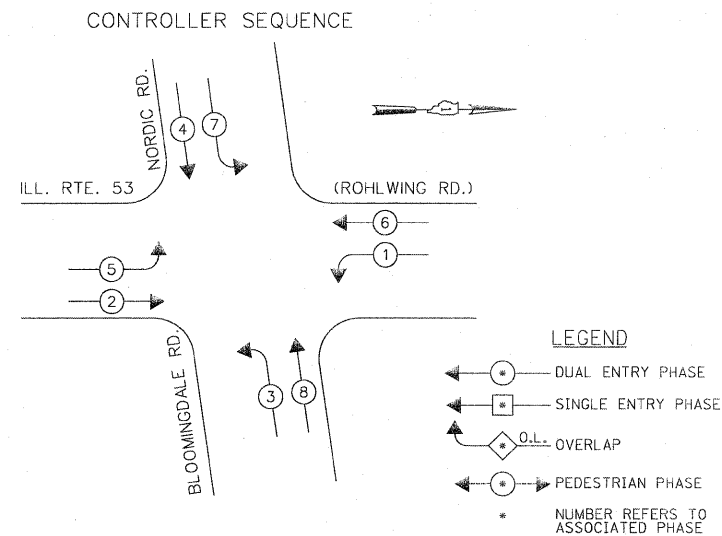 CONTROLLER SEQUENCE
NORDIC RD.
4
7
ILL. RTE. 53
(ROHLWING RD.)
6
1
5
2
BLOOMINGDALE RD.
3
8
LEGEND
* DUAL ENTRY PHASE
* SINGLE ENTRY PHASE
* O.L. OVERLAP
* PEDESTRIAN PHASE
* NUMBER REFERS TO
ASSOCIATED PHASE